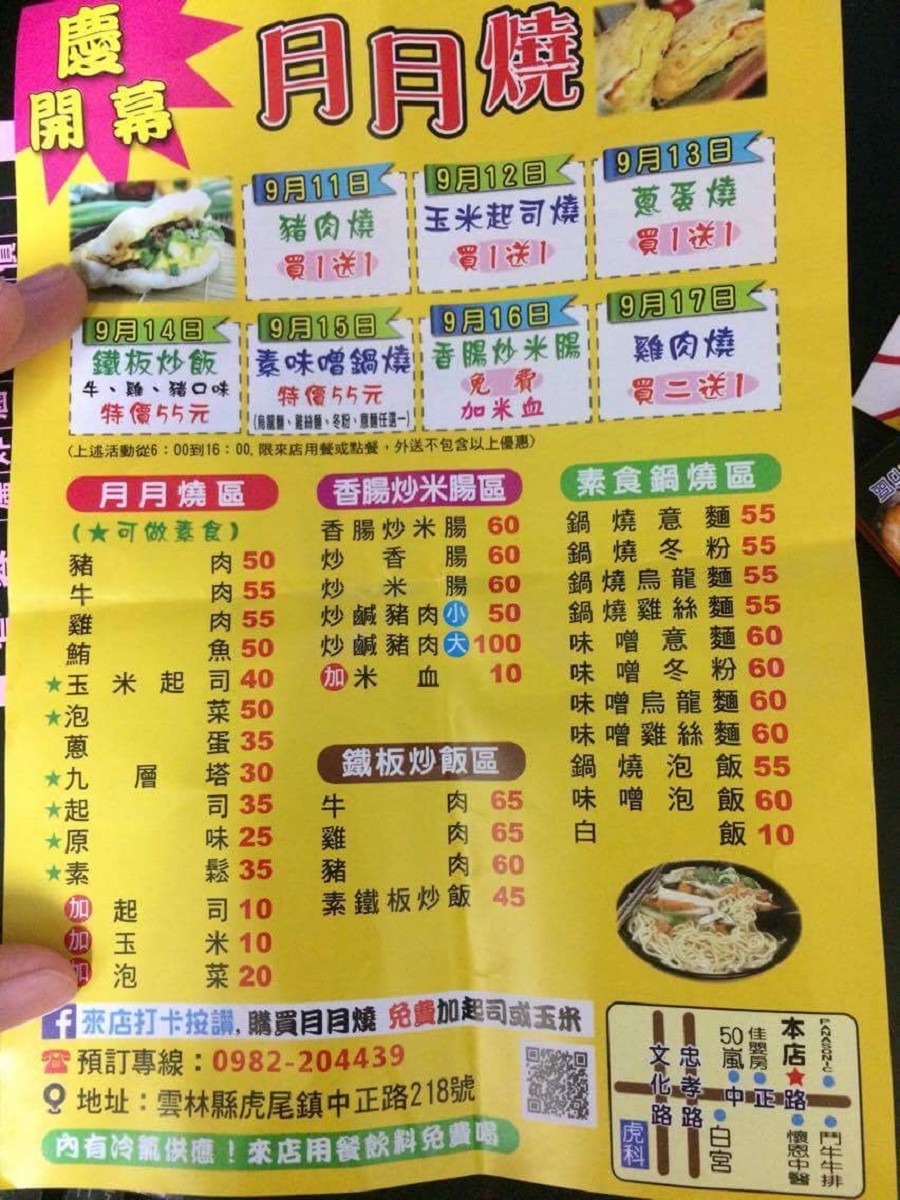 慶
開幕
月月燒
9月11日
豬肉燒
買1送1
9月12日
玉米起司燒
買1送1
9月13日
蔥蛋燒
買1送1
9月14日
鐵板炒飯
牛、雞、豬口味
特價55元
9月15日
素味噌鍋燒
特價55元
(烏龍麵、雞絲麵、冬粉、意麵任選一)
9月16日
香腸炒米腸
免費
加米血
9月17日
雞肉燒
買二送1
(上述活動從6：00到16：00, 限來店用餐或點餐，外送不包含以上優惠)
月月燒區
(★可做素食)
豬肉 50
牛肉 55
雞肉 55
鮪魚 50
★玉米起司 40
★泡菜 50
蔥蛋 35
★九層塔 30
★起司 35
★原味 25
★素鬆 35
加起司 10
加玉米 10
加泡菜 20
香腸炒米腸區
香腸炒米腸 60
炒香腸 60
炒米腸 60
炒鹹豬肉小 50
炒鹹豬肉大 100
加米血 10
鐵板炒飯區
牛肉 65
雞肉 65
豬肉 60
素鐵板炒飯 45
素食鍋燒區
鍋燒意麵 55
鍋燒冬粉 55
鍋燒烏龍麵 55
鍋燒雞絲麵 55
味噌意麵 60
味噌冬粉 60
味噌烏龍麵 60
味噌雞絲麵 60
鍋燒泡飯 55
味噌泡飯 60
白飯 10
f 來店打卡按讚, 購買月月燒 免費加起司或玉米
預訂專線：0982-204439
地址：雲林縣虎尾鎮中正路218號
內有冷氣供應！來店用餐飲料免費喝
文化路
忠孝路
50嵐
佳嬰房
本店
PANASONIC
中正路
虎科
白宮
懷恩中醫
鬥牛牛排